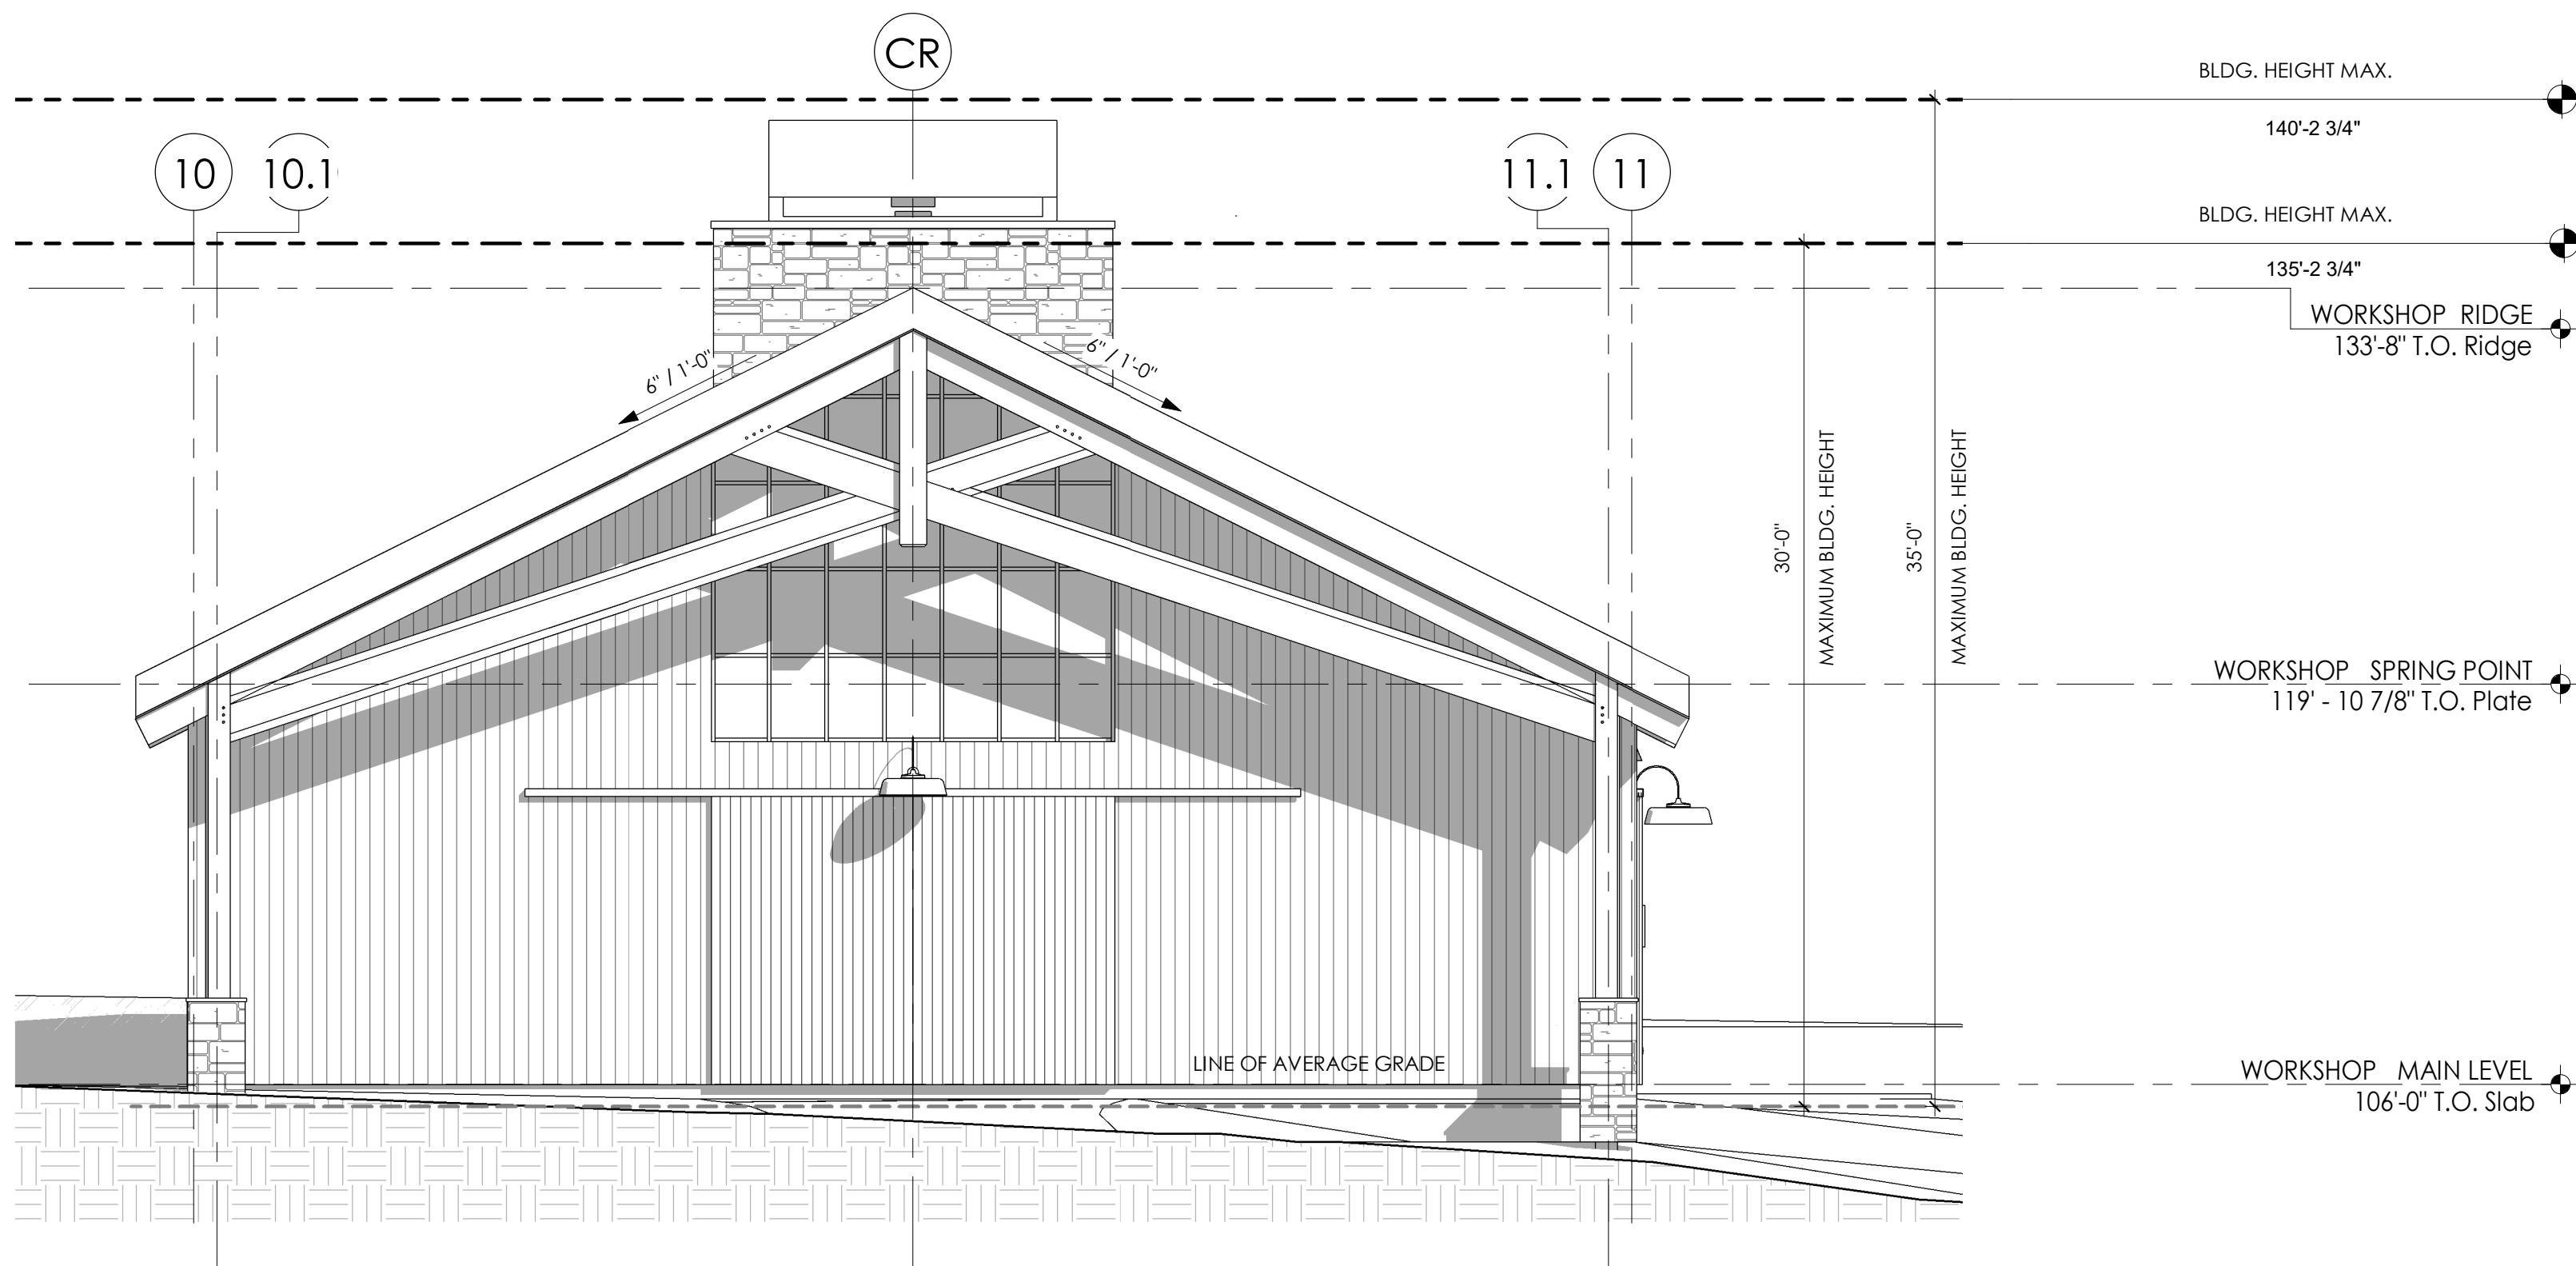 CR
BLDG. HEIGHT MAX.
140'-2 3/4"
10
10.1
11.1
11
BLDG. HEIGHT MAX.
135'-2 3/4"
WORKSHOP RIDGE
133'-8" T.O. Ridge
6" / 1'-0"
6" / 1'-0"
30'-0"
MAXIMUM BLDG. HEIGHT
35'-0"
MAXIMUM BLDG. HEIGHT
WORKSHOP SPRING POINT
119' - 10 7/8" T.O. Plate
LINE OF AVERAGE GRADE
WORKSHOP MAIN LEVEL
106'-0" T.O. Slab